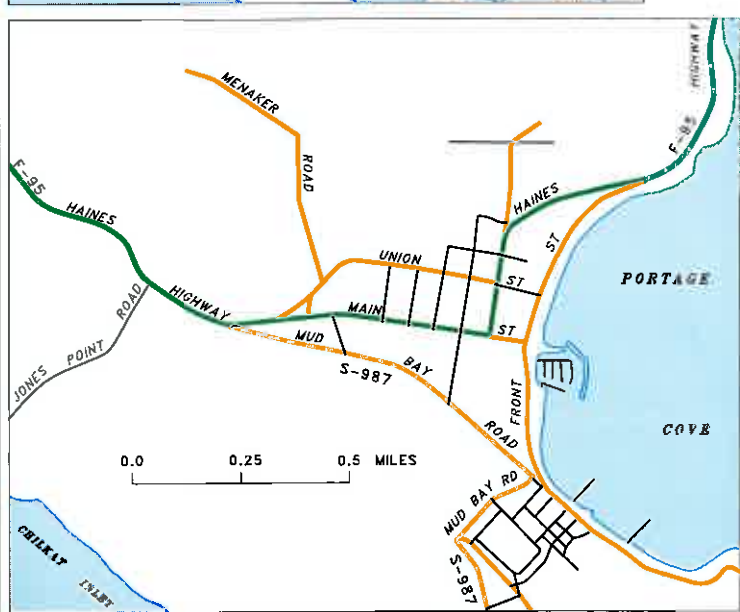 HIGHWAY
F-95
MENAKER
ROAD
F-95
HAINES
HAINES
ST
UNION
ST
PORTAGE
HIGHWAY
MAIN
ST
ROAD
MUD
BAY
S-987
JONES POINT
FRONT
COVE
ROAD
0.0 0.25 0.5 MILES
MUD BAY RD
CHILKAT
INLET
S-987